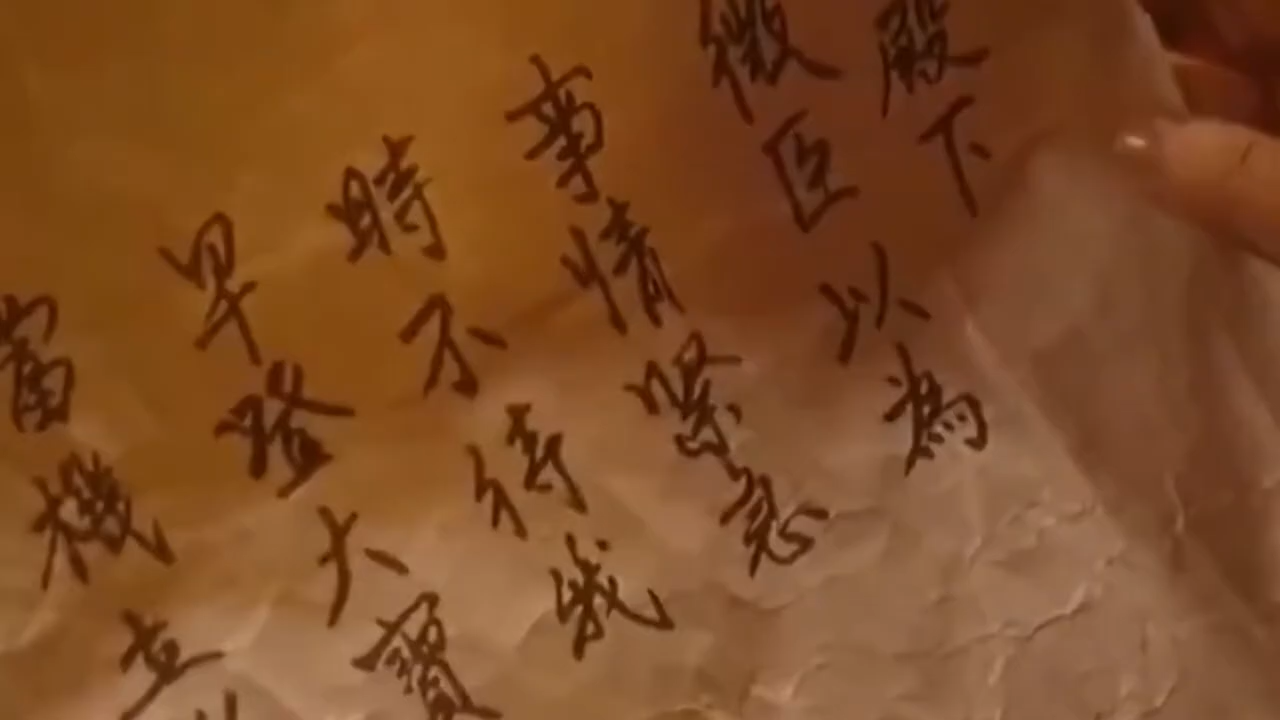 殿下
微臣以為
事情緊急
時不待我
早登大寶
當機立